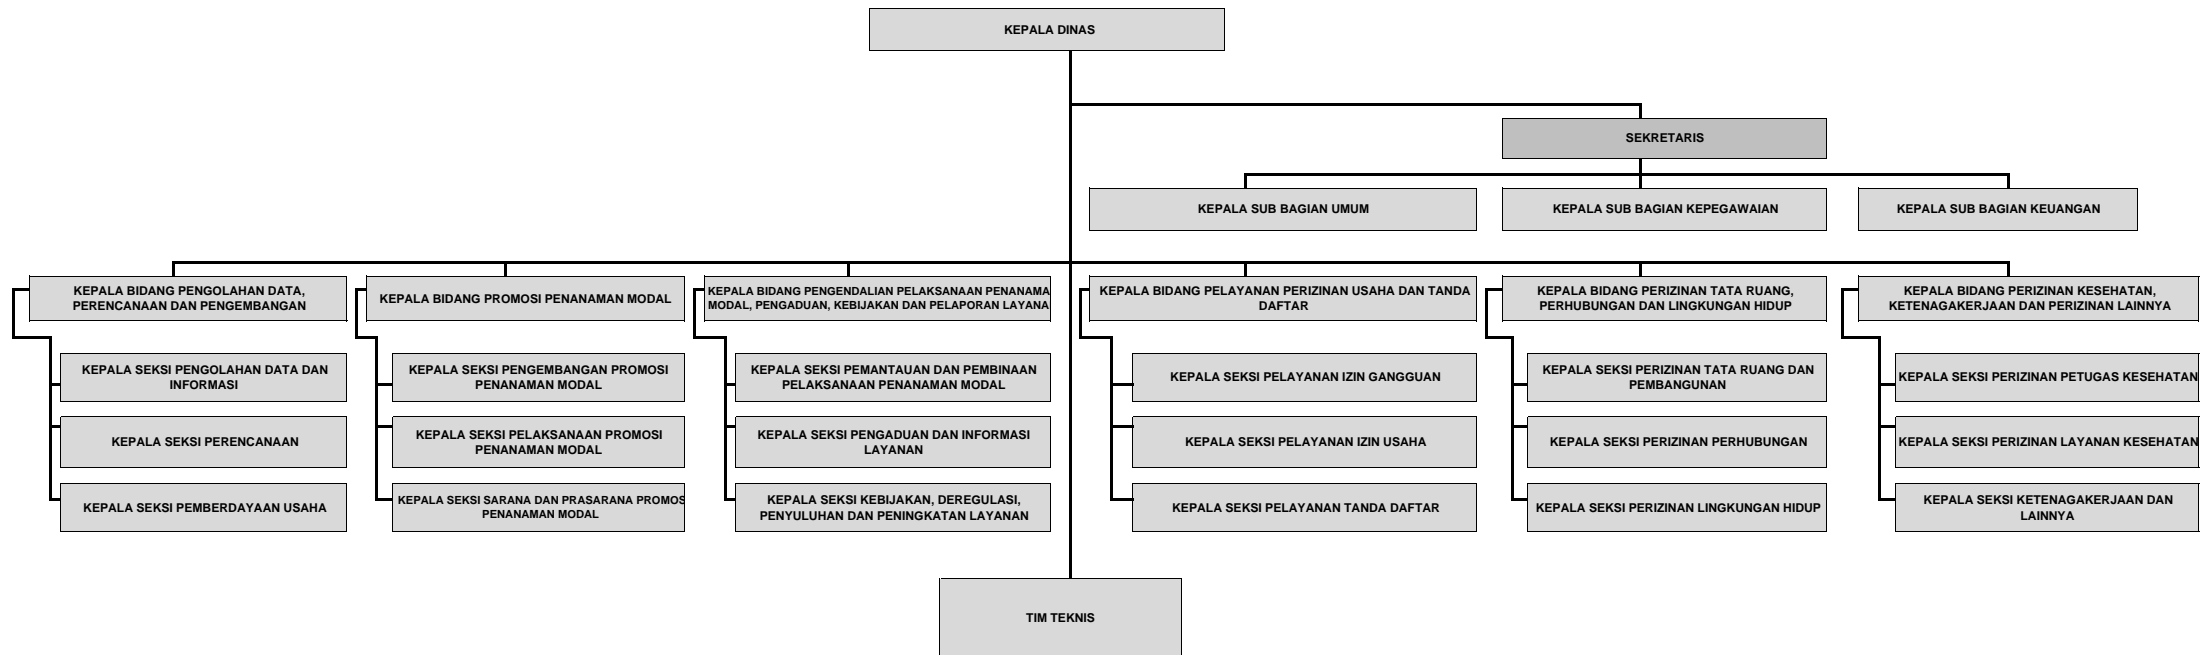 KEPALA DINAS
SEKRETARIS
KEPALA SUB BAGIAN UMUM
KEPALA SUB BAGIAN KEPEGAWAIAN
KEPALA SUB BAGIAN KEUANGAN
KEPALA BIDANG PENGOLAHAN DATA,
PERENCANAAN DAN PENGEMBANGAN
KEPALA BIDANG PROMOSI PENANAMAN MODAL
KEPALA BIDANG PENGENDALIAN PELAKSANAAN PENANAMA
MODAL, PENGADUAN, KEBIJAKAN DAN PELAPORAN LAYANA
KEPALA BIDANG PELAYANAN PERIZINAN USAHA DAN TANDA
DAFTAR
KEPALA BIDANG PERIZINAN TATA RUANG,
PERHUBUNGAN DAN LINGKUNGAN HIDUP
KEPALA BIDANG PERIZINAN KESEHATAN,
KETENAGAKERJAAN DAN PERIZINAN LAINNYA
KEPALA SEKSI PENGOLAHAN DATA DAN
INFORMASI
KEPALA SEKSI PENGEMBANGAN PROMOSI
PENANAMAN MODAL
KEPALA SEKSI PEMANTAUAN DAN PEMBINAAN
PELAKSANAAN PENANAMAN MODAL
KEPALA SEKSI PELAYANAN IZIN GANGGUAN
KEPALA SEKSI PERIZINAN TATA RUANG DAN
PEMBANGUNAN
KEPALA SEKSI PERIZINAN PETUGAS KESEHATAN
KEPALA SEKSI PERENCANAAN
KEPALA SEKSI PELAKSANAAN PROMOSI
PENANAMAN MODAL
KEPALA SEKSI PENGADUAN DAN INFORMASI
LAYANAN
KEPALA SEKSI PELAYANAN IZIN USAHA
KEPALA SEKSI PERIZINAN PERHUBUNGAN
KEPALA SEKSI PERIZINAN LAYANAN KESEHATAN
KEPALA SEKSI PEMBERDAYAAN USAHA
KEPALA SEKSI SARANA DAN PRASARANA PROMOS
PENANAMAN MODAL
KEPALA SEKSI KEBIJAKAN, DEREGULASI,
PENYULUHAN DAN PENINGKATAN LAYANAN
KEPALA SEKSI PELAYANAN TANDA DAFTAR
KEPALA SEKSI PERIZINAN LINGKUNGAN HIDUP
KEPALA SEKSI KETENAGAKERJAAN DAN
LAINNYA
TIM TEKNIS